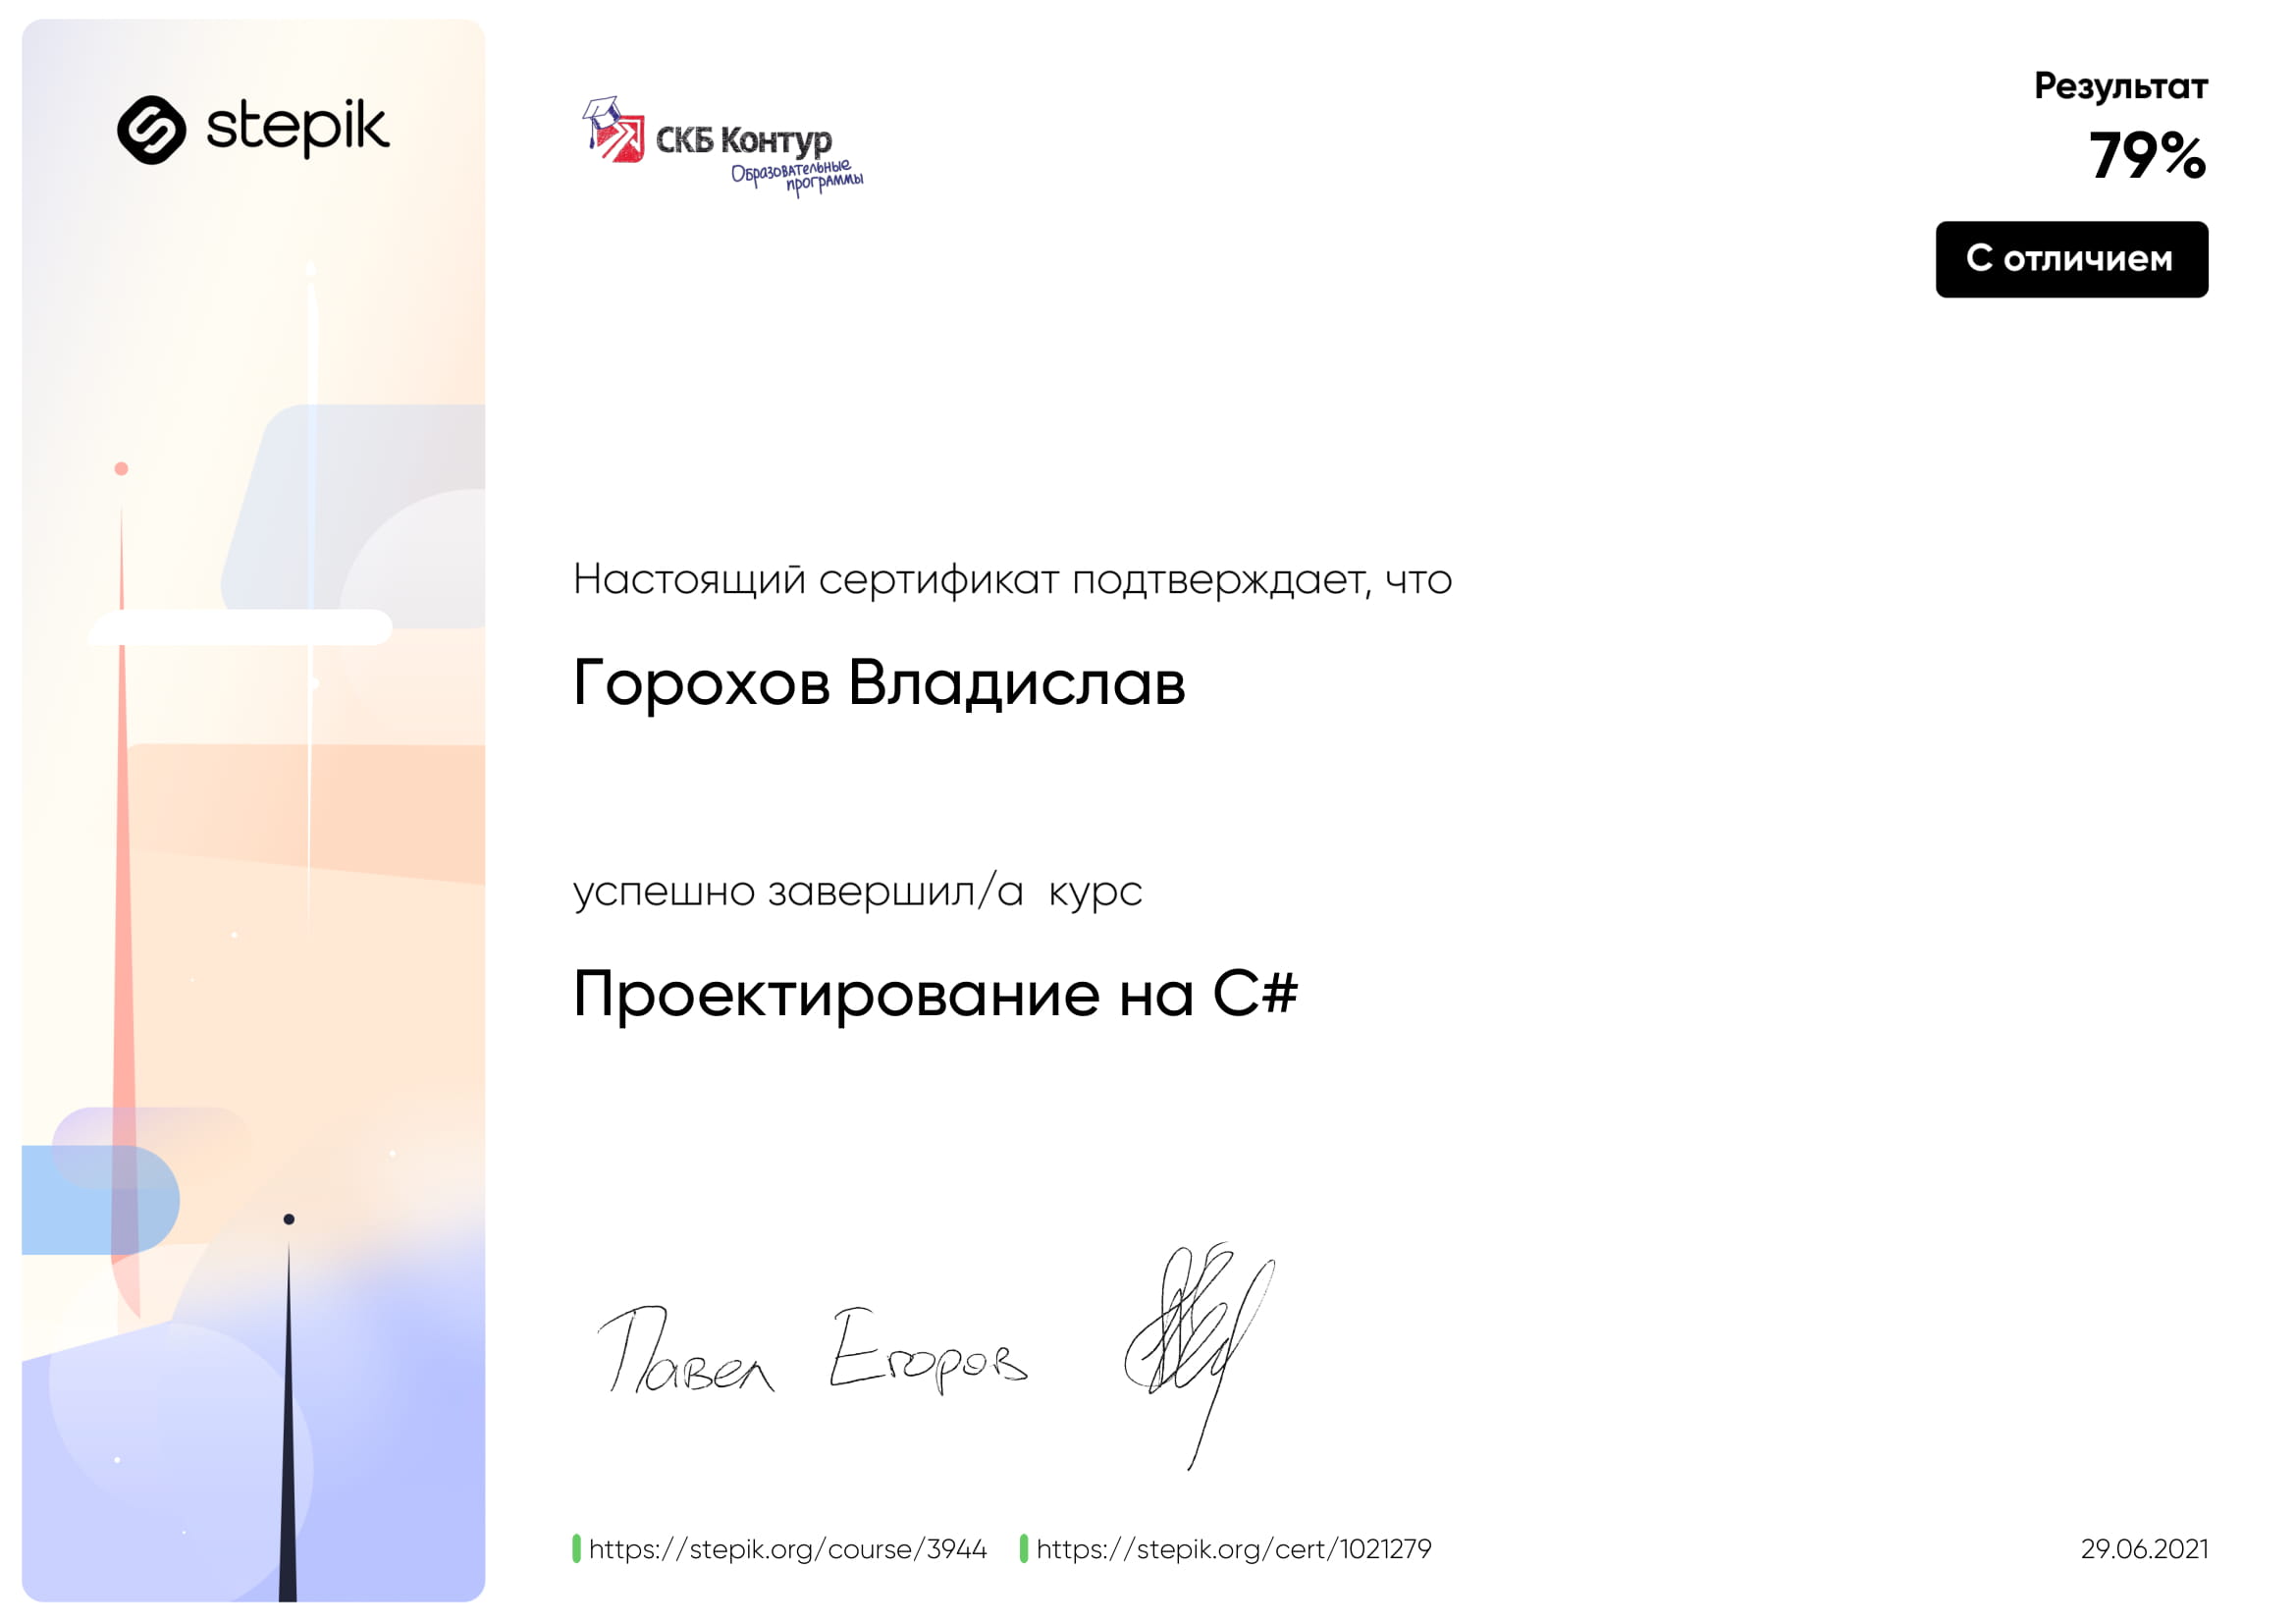 stepik
СКБ Контур
Образовательные
программы
Результат
79%
С отличием
Настоящий сертификат подтверждает, что
Горохов Владислав
успешно завершил/а курс
Проектирование на C#
Павел Егоров
https://stepik.org/course/3944 https://stepik.org/cert/1021279
29.06.2021